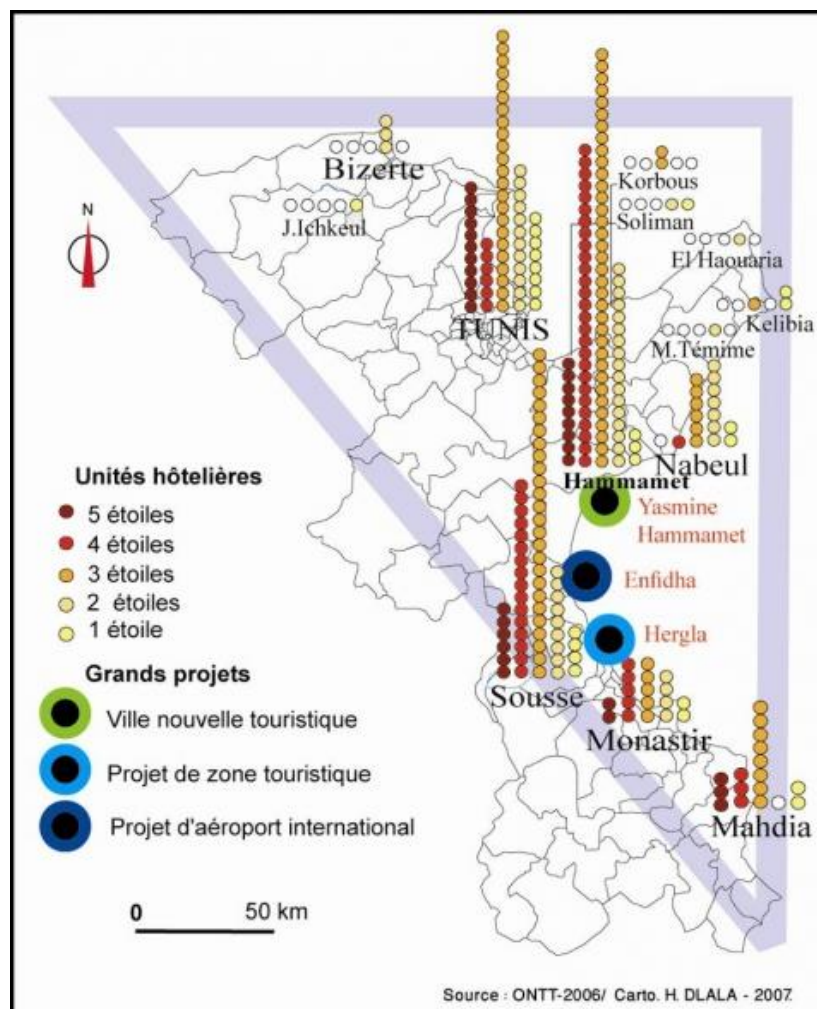 Bizerte
Korbous
J.Ichkeul
Soliman
N
El Haouaria
TUNIS
Kelibia
M.Témime
Nabeul
Hammamet
Unités hôtelières
5 étoiles
4 étoiles
3 étoiles
2 étoiles
1 étoile
Yasmine
Hammamet
Enfidha
Hergla
Grands projets
Sousse
Ville nouvelle touristique
Monastir
Projet de zone touristique
Mahdia
Projet d'aéroport international
0 50 km
Source : ONTT-2006/ Carto. H. DLALA - 2007.